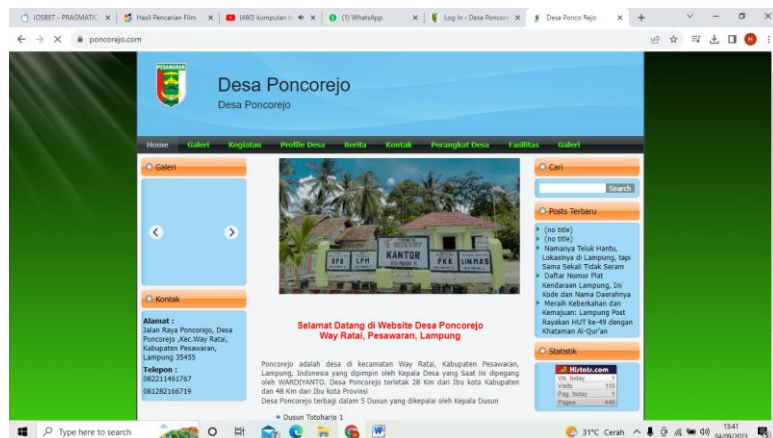 iOSBET - PRAGMATIC
Hasil Pencarian Film
(460) kumpulan
(1) WhatsApp
Log In ‹ Desa Poncor
Desa Ponco Rejo
poncorejo.com
PESAWARAN
Desa Poncorejo
Desa Poncorejo
Home Galeri Kegiatan Profile Desa Berita Kontak Perangkat Desa Fasilitas Galeri
Galeri
Kontak
Alamat :
Jalan Raya Poncorejo, Desa
Poncorejo ,Kec.Way Ratai,
Kabupaten Pesawaran,
Lampung 35455
Telepon :
082211461767
081282166719
BPD LPM KANTOR PKK LINMAS
Selamat Datang di Website Desa Poncorejo
Way Ratai, Pesawaran, Lampung
Poncorejo adalah desa di kecamatan Way Ratai, Kabupaten Pesawaran,
Lampung, Indonesia yang dipimpin oleh Kepala Desa yang Saat ini dipegang
oleh WARDIYANTO. Desa Poncorejo terletak 28 Km dari Ibu kota Kabupaten
dan 48 Km dari Ibu kota Provinsi
Desa Poncorejo terbagi dalam 5 Dusun yang dikepalai oleh Kepala Dusun
Dusun Totoharjo 1
Cari
Search
Posts Terbaru
(no title)
(no title)
Namanya Teluk Hantu,
Lokasinya di Lampung, tapi
Sama Sekali Tidak Seram
Daftar Nomor Plat
Kendaraan Lampung, Ini
Kode dan Nama Daerahnya
Meraih Keberkahan dan
Kemajuan: Lampung Post
Rayakan HUT ke-49 dengan
Khataman Al-Qur'an
Statistik
Histats.com
Vis. today 1
Visits 118
Pag. today 1
Pages 449
Type here to search
31°C Cerah
13:41
04/09/2023